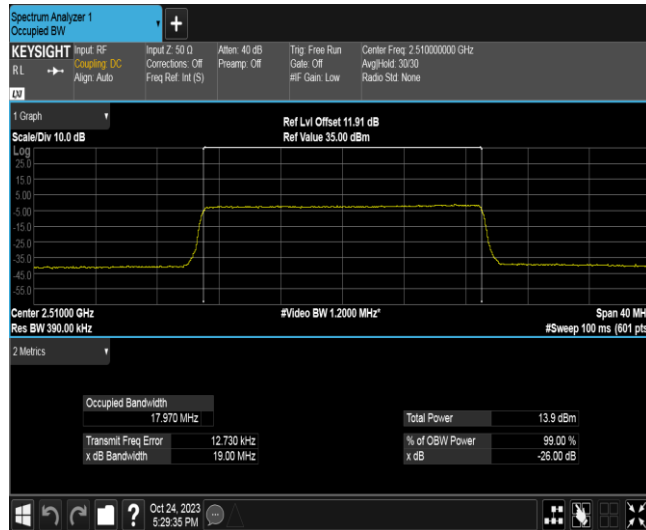 Spectrum Analyzer 1
Occupied BW
+
KEYSIGHT Input: RF Input Z: 50 Ω Atten: 40 dB Trig: Free Run Center Freq: 2.510000000 GHz
RL Coupling: DC Corrections: Off Preamp: Off Gate: Off Avg|Hold: 30/30
Align: Auto Freq Ref: Int (S) #IF Gain: Low Radio Std: None
LXI
1 Graph
Ref Lvl Offset 11.91 dB
Scale/Div 10.0 dB Ref Value 35.00 dBm
Log
25.0
15.0
5.00
-5.00
-15.0
-25.0
-35.0
-45.0
-55.0
Center 2.51000 GHz #Video BW 1.2000 MHz* Span 40 MH
Res BW 390.00 kHz #Sweep 100 ms (601 pts
2 Metrics
Occupied Bandwidth
17.970 MHz Total Power 13.9 dBm
Transmit Freq Error 12.730 kHz % of OBW Power 99.00 %
x dB Bandwidth 19.00 MHz x dB -26.00 dB
? Oct 24, 2023
5:29:35 PM